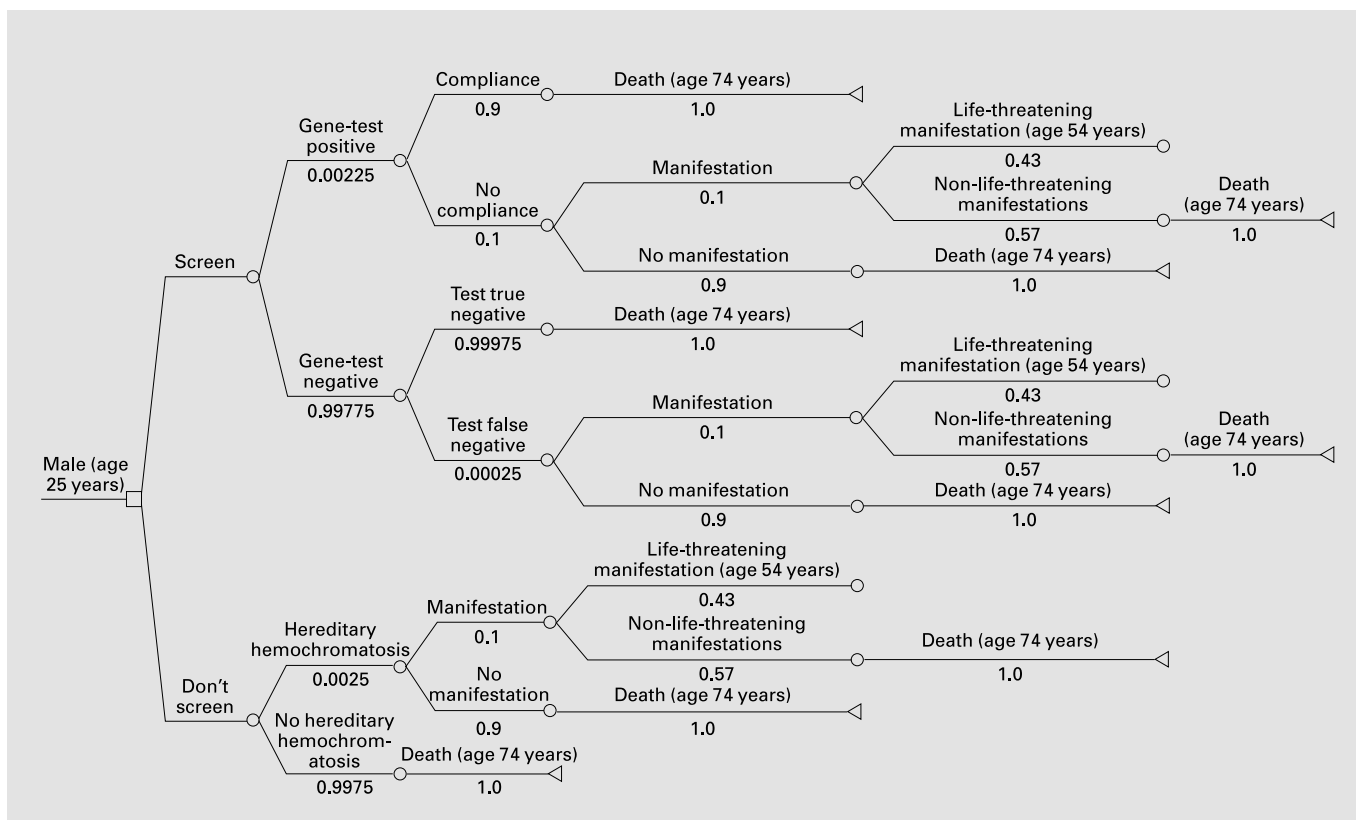 Compliance
0.9
Death (age 74 years)
1.0
Gene-test
positive
0.00225
No
compliance
0.1
Manifestation
0.1
Life-threatening
manifestation (age 54 years)
0.43
Non-life-threatening
manifestations
0.57
Death
(age 74 years)
1.0
No manifestation
0.9
Death (age 74 years)
1.0
Screen
Test true
negative
0.99975
Death (age 74 years)
1.0
Gene-test
negative
0.99775
Test false
negative
0.00025
Manifestation
0.1
Life-threatening
manifestation (age 54 years)
0.43
Non-life-threatening
manifestations
0.57
Death
(age 74 years)
1.0
No manifestation
0.9
Death (age 74 years)
1.0
Male (age
25 years)
Don't
screen
Hereditary
hemochromatosis
0.0025
Manifestation
0.1
Life-threatening
manifestation (age 54 years)
0.43
Non-life-threatening
manifestations
0.57
Death (age 74 years)
1.0
No
manifestation
0.9
Death (age 74 years)
1.0
No hereditary
hemochrom-
atosis
0.9975
Death (age 74 years)
1.0